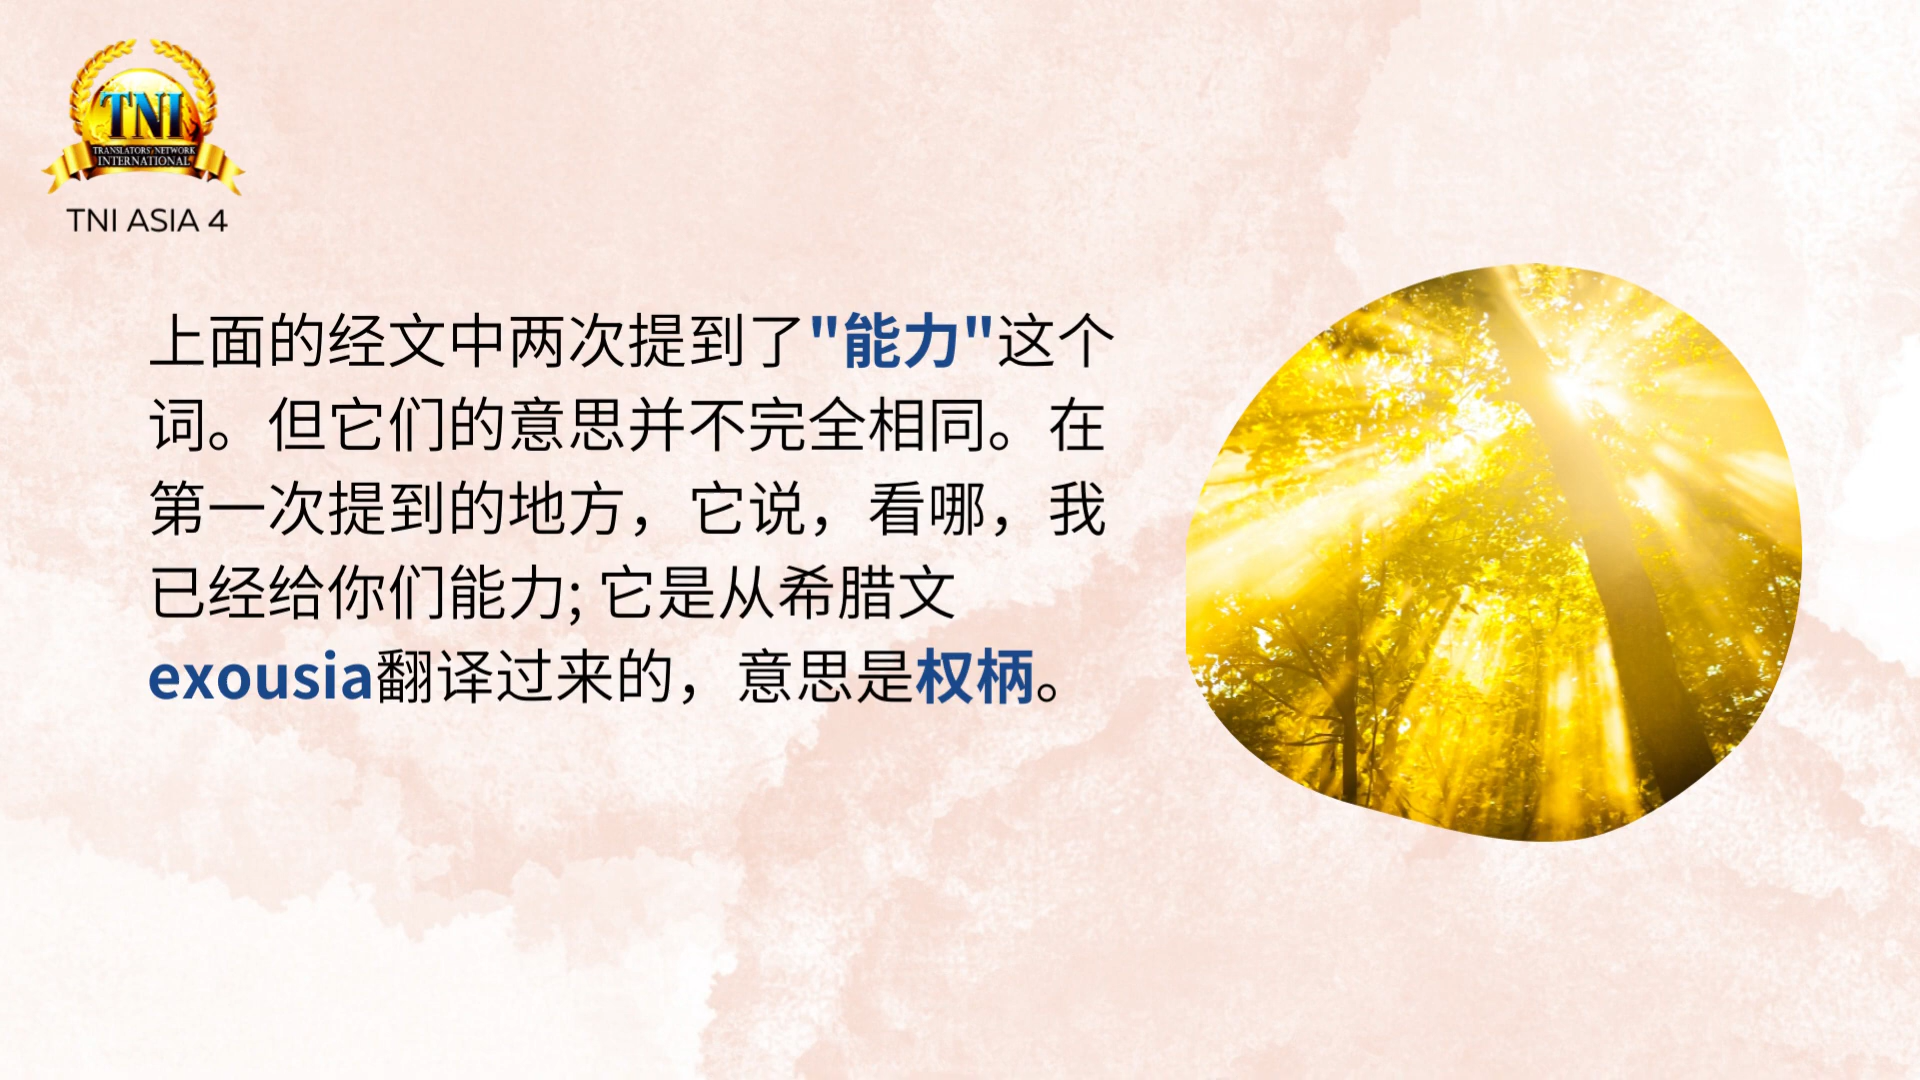 TNI
TRANSLATORS' NETWORK
INTERNATIONAL
TNI ASIA 4
上面的经文中两次提到了"能力"这个
词。但它们的意思并不完全相同。在
第一次提到的地方，它说，看哪，我
已经给你们能力; 它是从希腊文
exousia翻译过来的，意思是权柄。